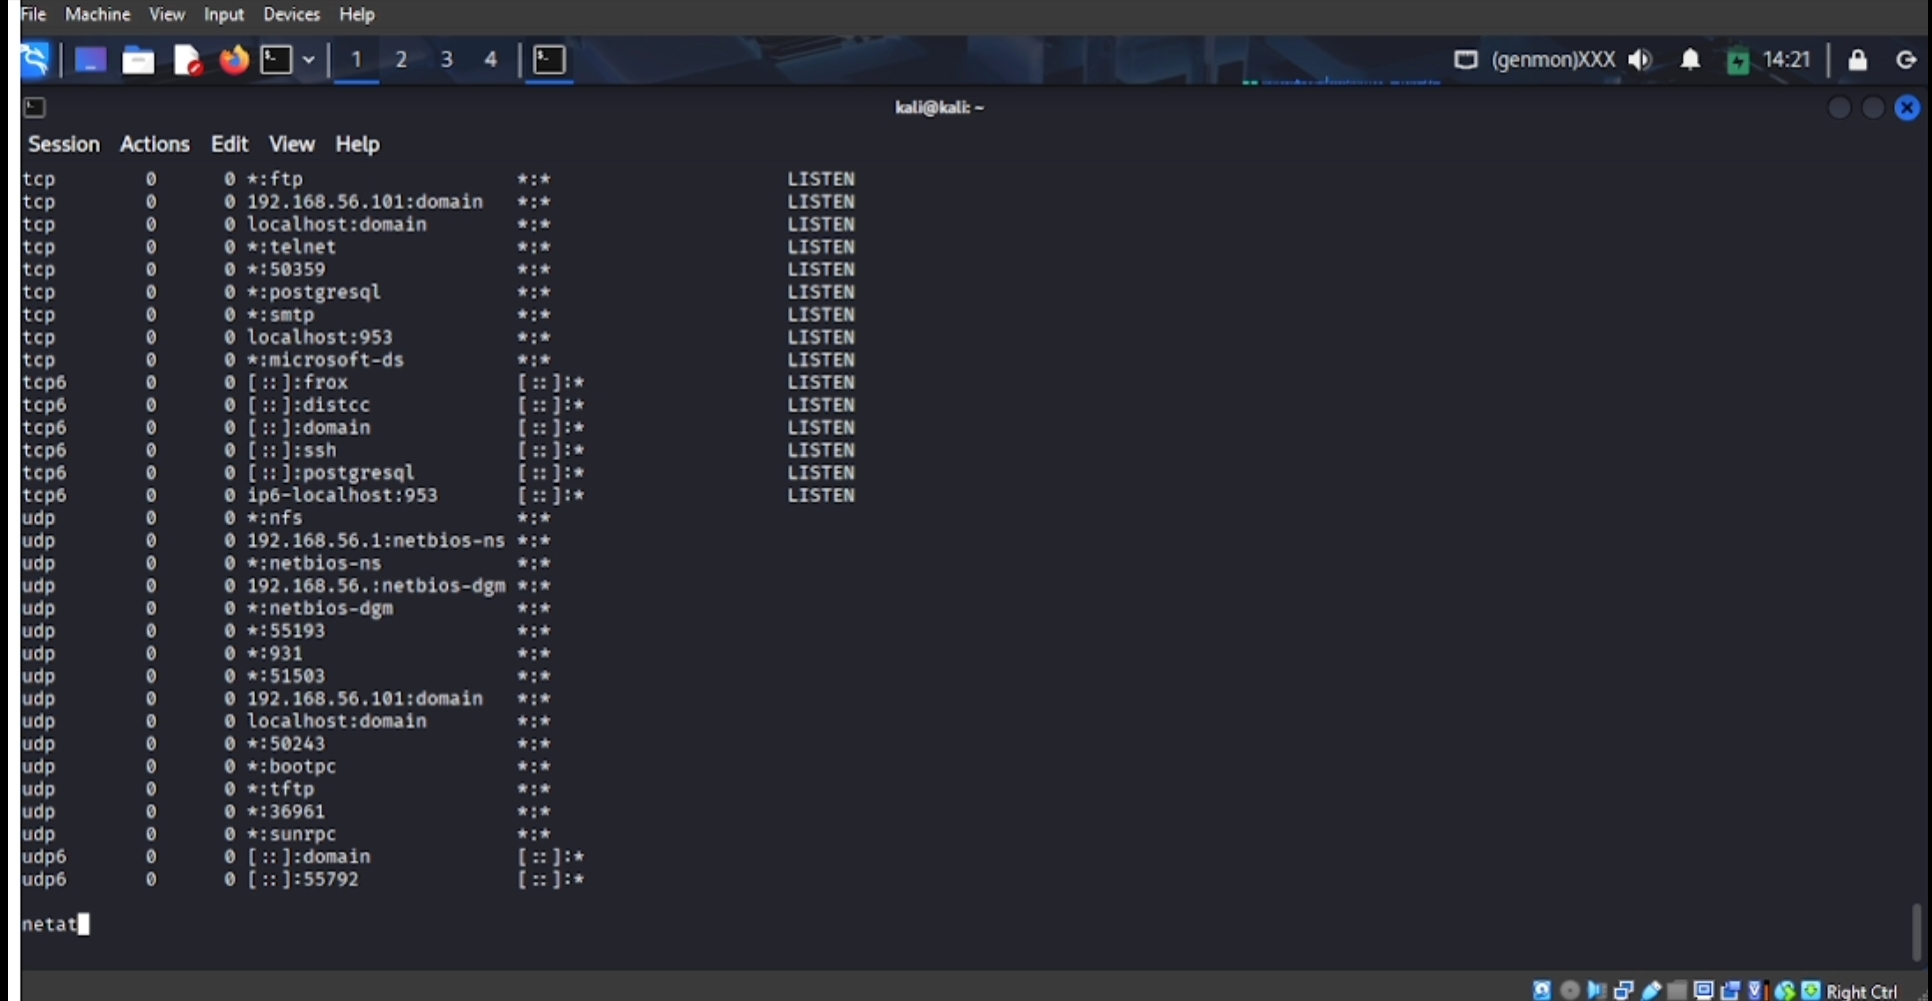 File Machine View Input Devices Help
1 2 3 4 (genmon)XXX 14:21
kali@kali: ~
Session Actions Edit View Help
tcp 0 0 *:ftp *:* LISTEN
tcp 0 0 192.168.56.101:domain *:* LISTEN
tcp 0 0 localhost:domain *:* LISTEN
tcp 0 0 *:telnet *:* LISTEN
tcp 0 0 *:50359 *:* LISTEN
tcp 0 0 *:postgresql *:* LISTEN
tcp 0 0 *:smtp *:* LISTEN
tcp 0 0 localhost:953 *:* LISTEN
tcp 0 0 *:microsoft-ds *:* LISTEN
tcp6 0 0 [::]:frox [::]:* LISTEN
tcp6 0 0 [::]:distcc [::]:* LISTEN
tcp6 0 0 [::]:domain [::]:* LISTEN
tcp6 0 0 [::]:ssh [::]:* LISTEN
tcp6 0 0 [::]:postgresql [::]:* LISTEN
tcp6 0 0 ip6-localhost:953 [::]:* LISTEN
udp 0 0 *:nfs *:*
udp 0 0 192.168.56.1:netbios-ns *:*
udp 0 0 *:netbios-ns *:*
udp 0 0 192.168.56.:netbios-dgm *:*
udp 0 0 *:netbios-dgm *:*
udp 0 0 *:55193 *:*
udp 0 0 *:931 *:*
udp 0 0 *:51503 *:*
udp 0 0 192.168.56.101:domain *:*
udp 0 0 localhost:domain *:*
udp 0 0 *:50243 *:*
udp 0 0 *:bootpc *:*
udp 0 0 *:tftp *:*
udp 0 0 *:36961 *:*
udp 0 0 *:sunrpc *:*
udp6 0 0 [::]:domain [::]:*
udp6 0 0 [::]:55792 [::]:*
netat
Right Ctrl